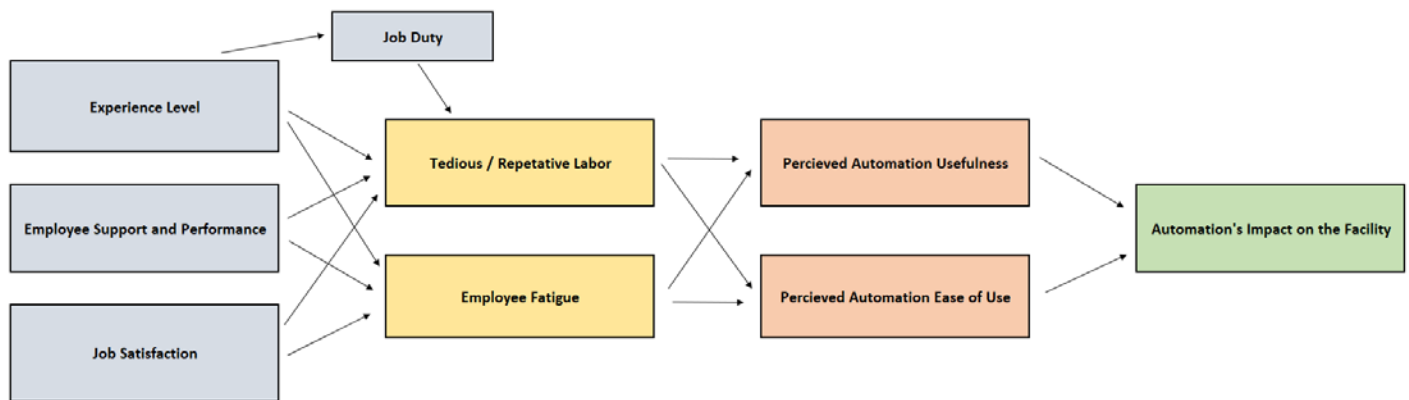 Job Duty
Experience Level
Tedious / Repetative Labor
Percieved Automation Usefulness
Employee Support and Performance
Automation's Impact on the Facility
Employee Fatigue
Percieved Automation Ease of Use
Job Satisfaction